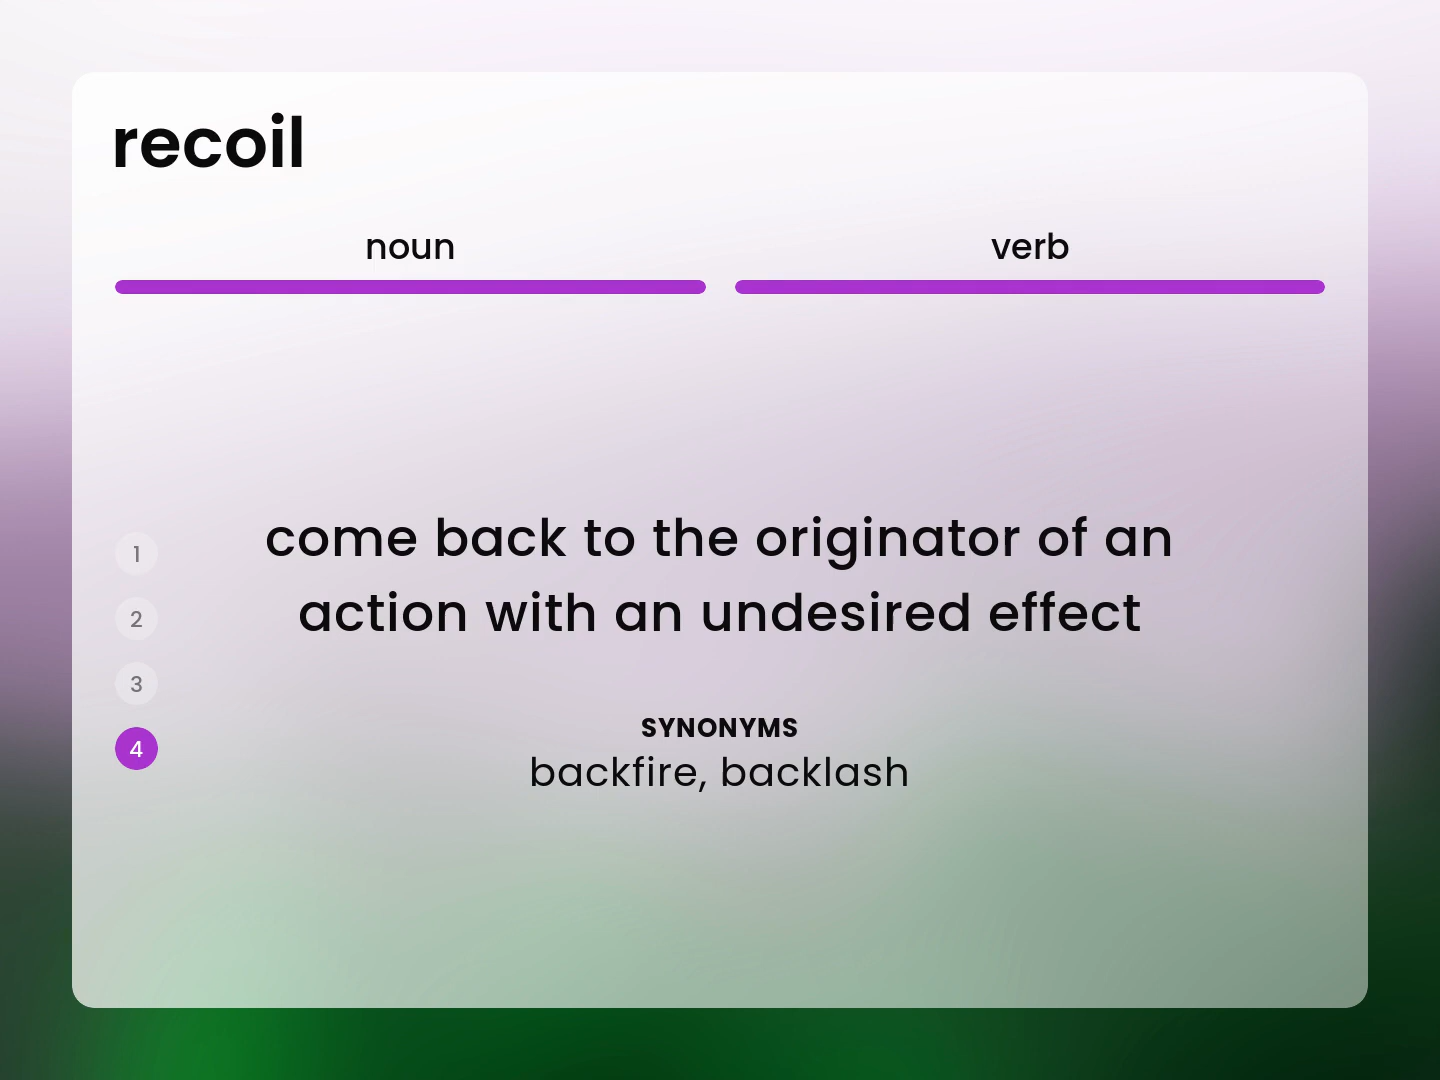 recoil
noun
verb
come back to the originator of an
action with an undesired effect
1
2
3
4
SYNONYMS
backfire, backlash